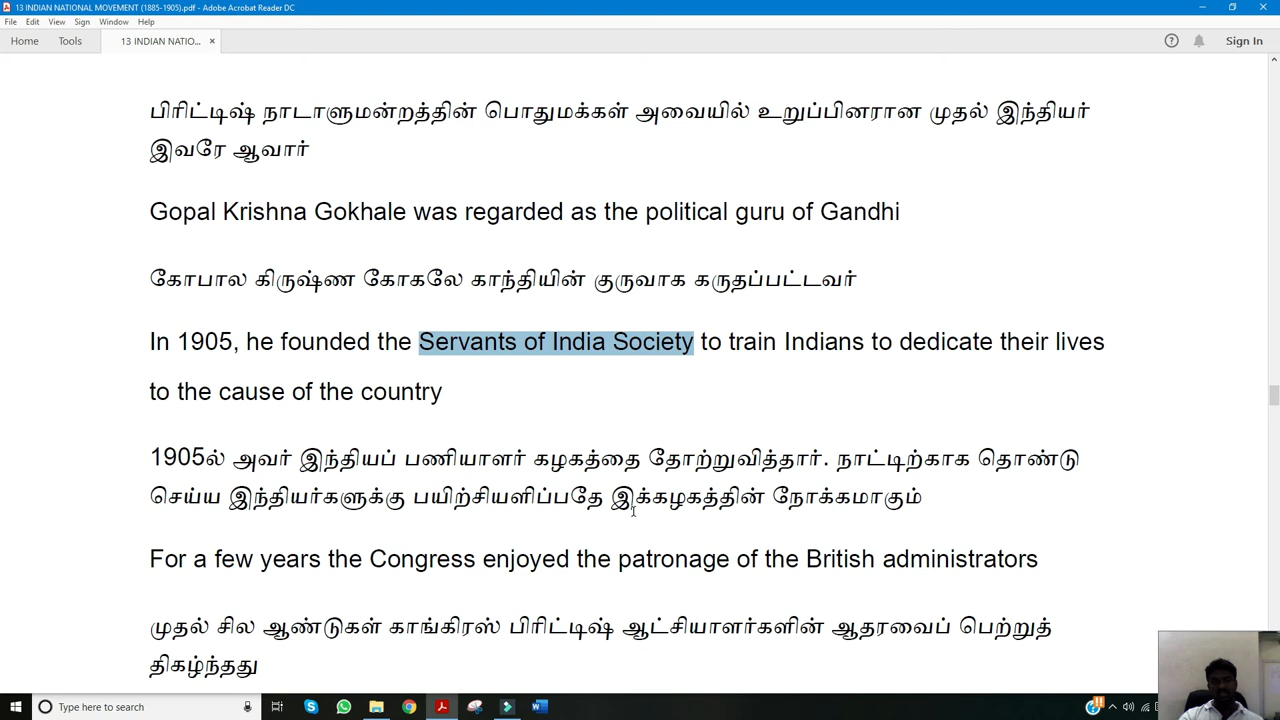 13 INDIAN NATIONAL MOVEMENT (1885-1905).pdf - Adobe Acrobat Reader DC
File Edit View Sign Window Help
Home Tools 13 INDIAN NATIO... × Sign In
பிரிட்டிஷ் நாடாளுமன்றத்தின் பொதுமக்கள் அவையில் உறுப்பினரான முதல் இந்தியர்
இவரே ஆவார்
Gopal Krishna Gokhale was regarded as the political guru of Gandhi
கோபால கிருஷ்ண கோகலே காந்தியின் குருவாக கருதப்பட்டவர்
In 1905, he founded the Servants of India Society to train Indians to dedicate their lives
to the cause of the country
1905ல் அவர் இந்தியப் பணியாளர் கழகத்தை தோற்றுவித்தார். நாட்டிற்காக தொண்டு
செய்ய இந்தியர்களுக்கு பயிற்சியளிப்பதே இக்கழகத்தின் நோக்கமாகும்
For a few years the Congress enjoyed the patronage of the British administrators
முதல் சில ஆண்டுகள் காங்கிரஸ் பிரிட்டிஷ் ஆட்சியாளர்களின் ஆதரவைப் பெற்றுத்
திகழ்ந்தது
Type here to search